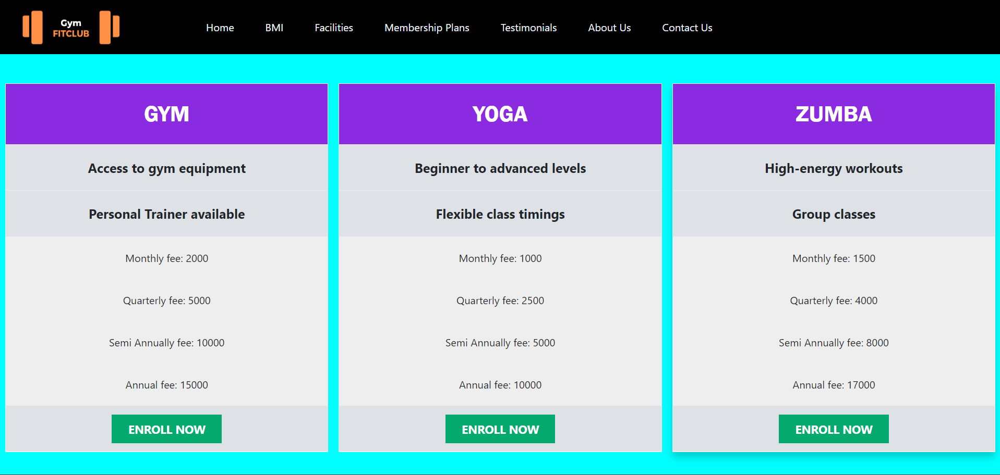 Gym
FITCLUB
Home BMI Facilities Membership Plans Testimonials About Us Contact Us
GYM
Access to gym equipment
Personal Trainer available
Monthly fee: 2000
Quarterly fee: 5000
Semi Annually fee: 10000
Annual fee: 15000
ENROLL NOW
YOGA
Beginner to advanced levels
Flexible class timings
Monthly fee: 1000
Quarterly fee: 2500
Semi Annually fee: 5000
Annual fee: 10000
ENROLL NOW
ZUMBA
High-energy workouts
Group classes
Monthly fee: 1500
Quarterly fee: 4000
Semi Annually fee: 8000
Annual fee: 17000
ENROLL NOW